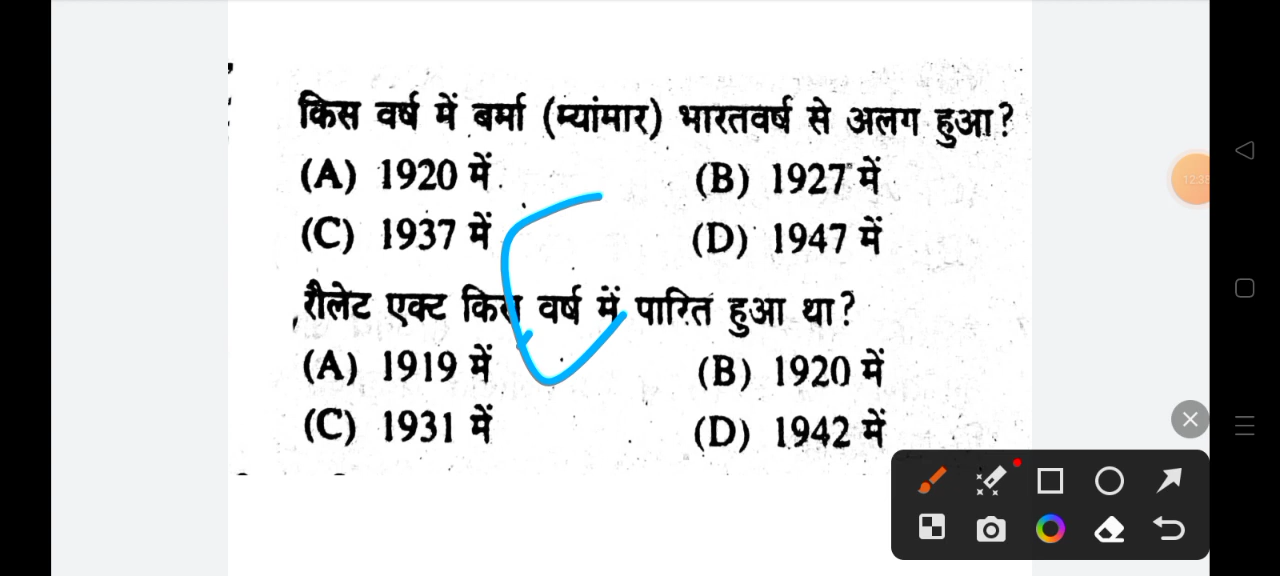 किस वर्ष में बर्मा (म्यांमार) भारतवर्ष से अलग हुआ?
(A) 1920 में (B) 1927 में
(C) 1937 में (D) 1947 में
रौलेट एक्ट किस वर्ष में पारित हुआ था?
(A) 1919 में (B) 1920 में
(C) 1931 में (D) 1942 में